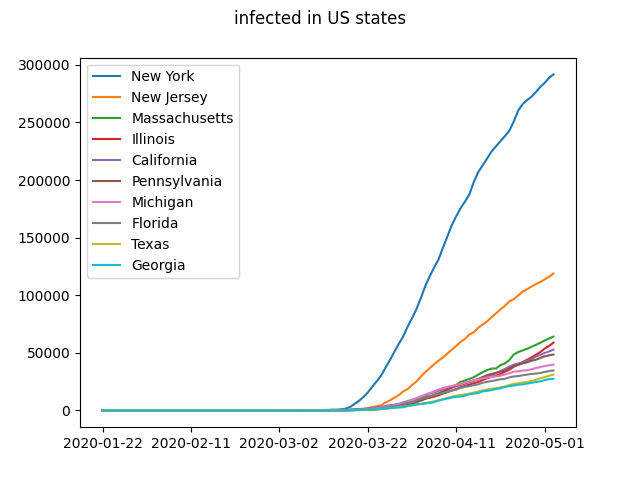 infected in US states
300000
250000
200000
150000
100000
50000
0
New York
New Jersey
Massachusetts
Illinois
California
Pennsylvania
Michigan
Florida
Texas
Georgia
2020-01-22 2020-02-11 2020-03-02 2020-03-22 2020-04-11 2020-05-01